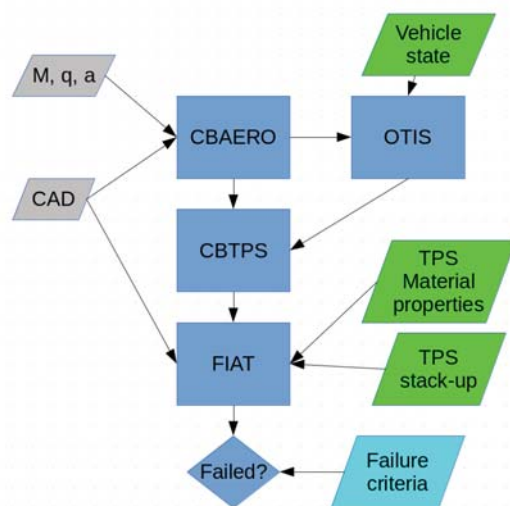 Vehicle
state
M, q, a
CBAERO
OTIS
CAD
CBTPS
TPS
Material
properties
FIAT
TPS
stack-up
Failed?
Failure
criteria